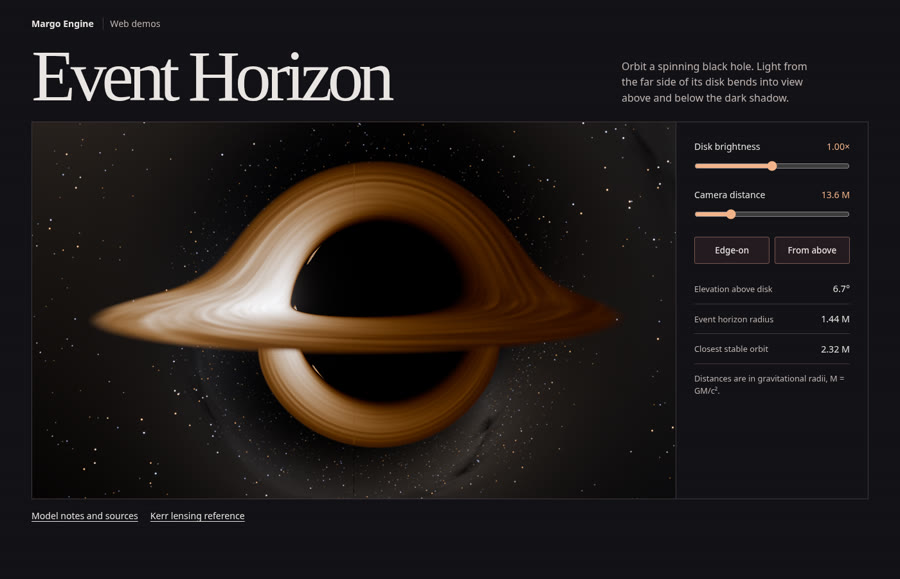 Margo Engine
Web demos
Event Horizon
Orbit a spinning black hole. Light from
the far side of its disk bends into view
above and below the dark shadow.
Disk brightness 1.00×
Camera distance 13.6 M
Edge-on
From above
Elevation above disk 6.7°
Event horizon radius 1.44 M
Closest stable orbit 2.32 M
Distances are in gravitational radii, M =
GM/c².
Model notes and sources
Kerr lensing reference